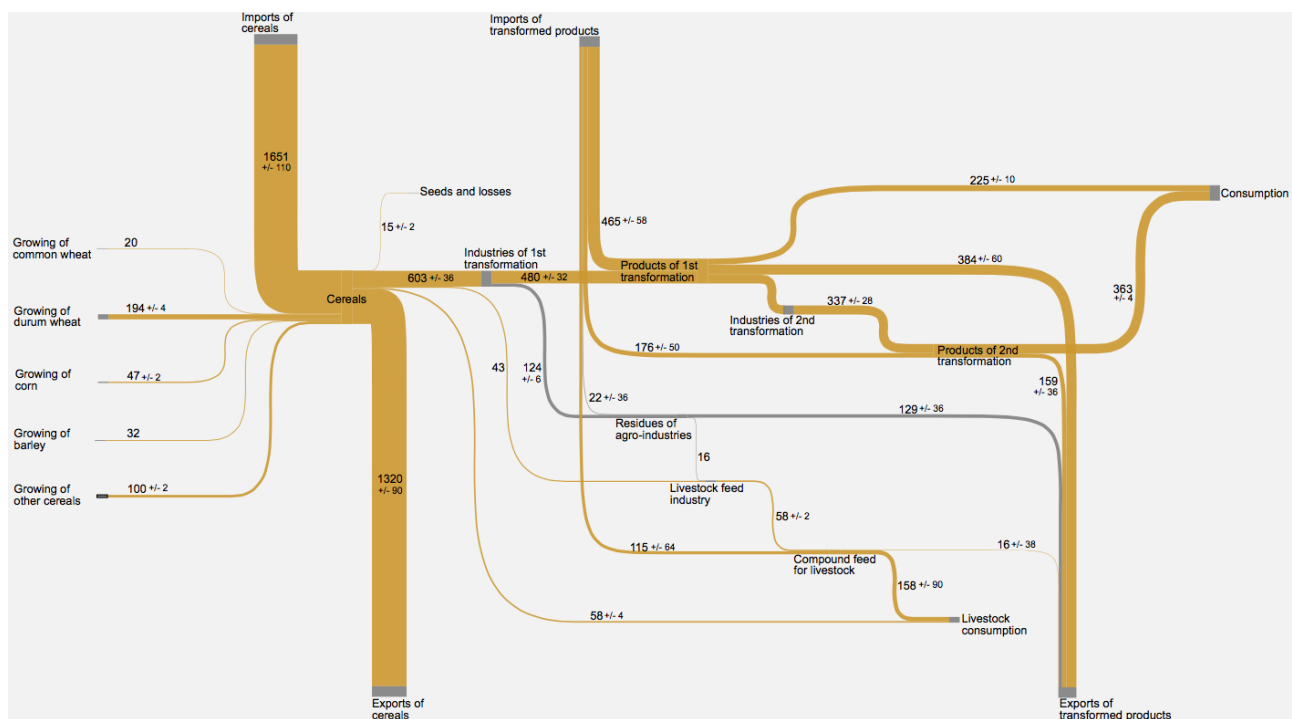 Imports of
cereals
Imports of
transformed products
1651
+/- 110
Seeds and losses
15 +/- 2
465 +/- 58
225 +/- 10
Consumption
Growing of
common wheat
20
Industries of 1st
transformation
603 +/- 36
480 +/- 32
Products of 1st
transformation
384 +/- 60
Cereals
Growing of
durum wheat
194 +/- 4
337 +/- 28
Industries of 2nd
transformation
363
+/- 4
176 +/- 50
Products of 2nd
transformation
Growing of
corn
47 +/- 2
43
124
+/- 6
159
+/- 36
22 +/- 36
129 +/- 36
Residues of
agro-industries
Growing of
barley
32
16
Growing of
other cereals
100 +/- 2
1320
+/- 90
Livestock feed
industry
58 +/- 2
115 +/- 64
16 +/- 38
Compound feed
for livestock
158 +/- 90
58 +/- 4
Livestock
consumption
Exports of
cereals
Exports of
transformed products